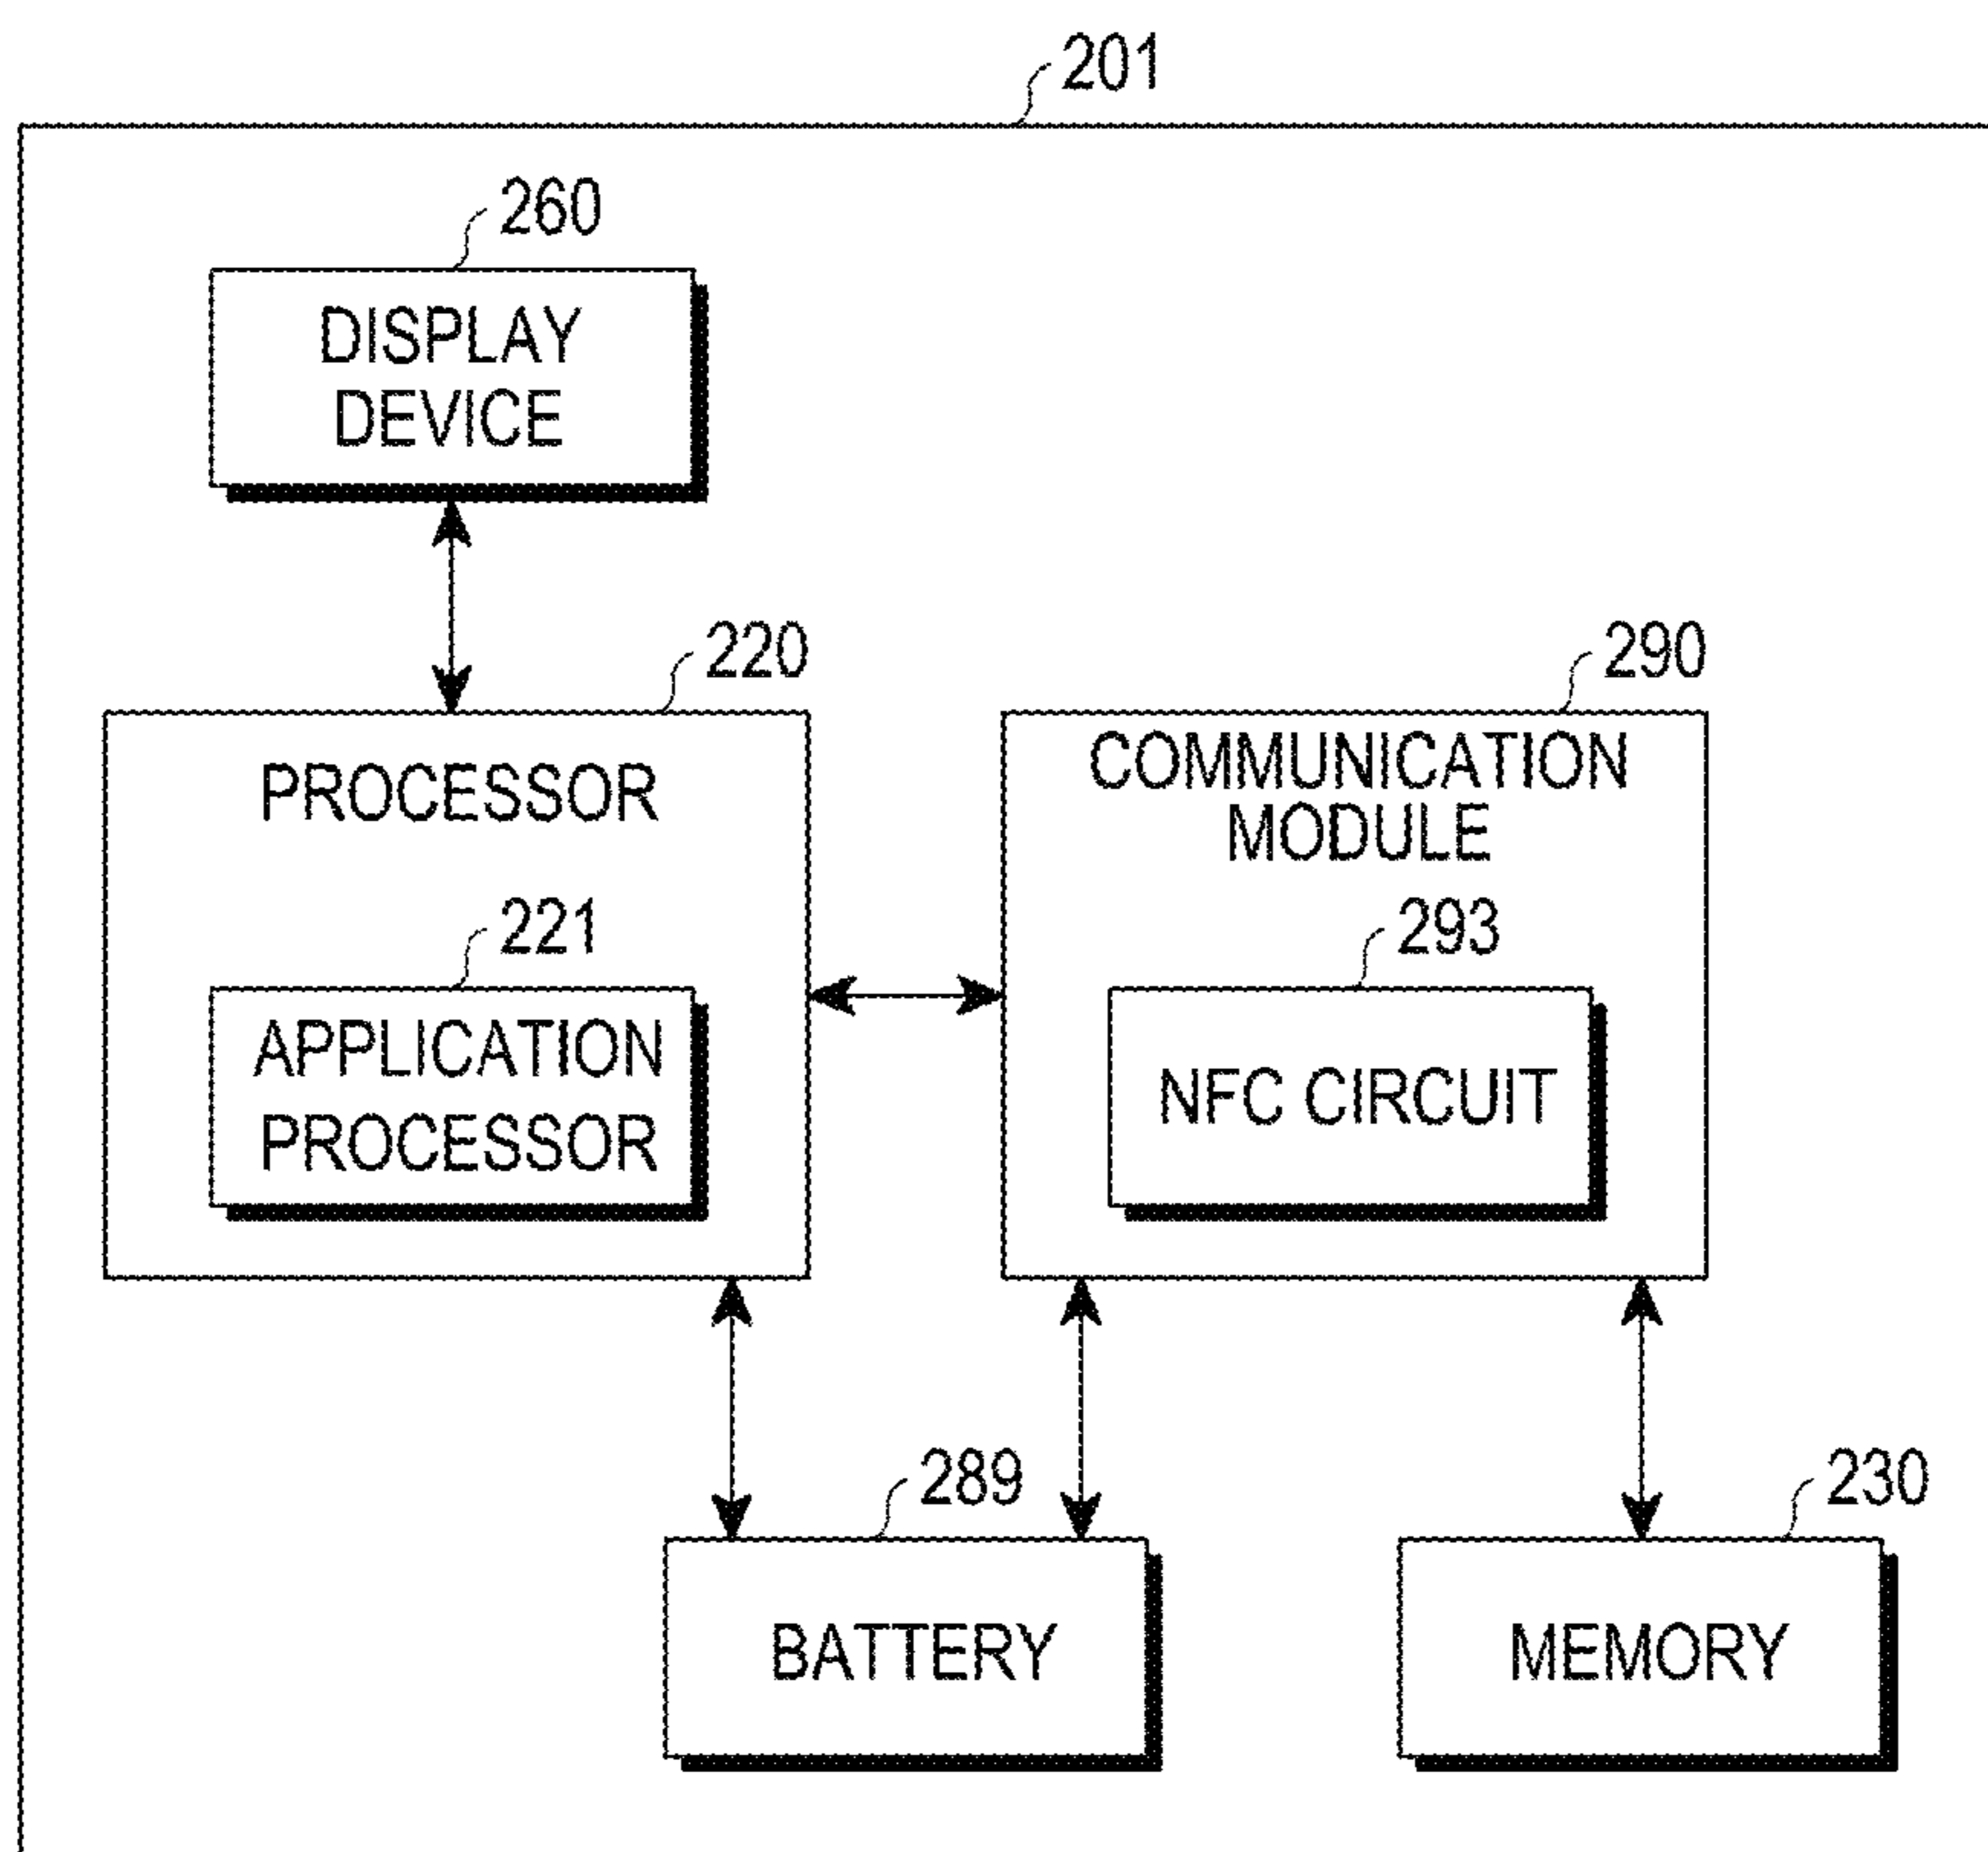 201
260
DISPLAY
DEVICE
220
290
PROCESSOR
COMMUNICATION
MODULE
221
293
APPLICATION
PROCESSOR
NFC CIRCUIT
289
230
BATTERY
MEMORY